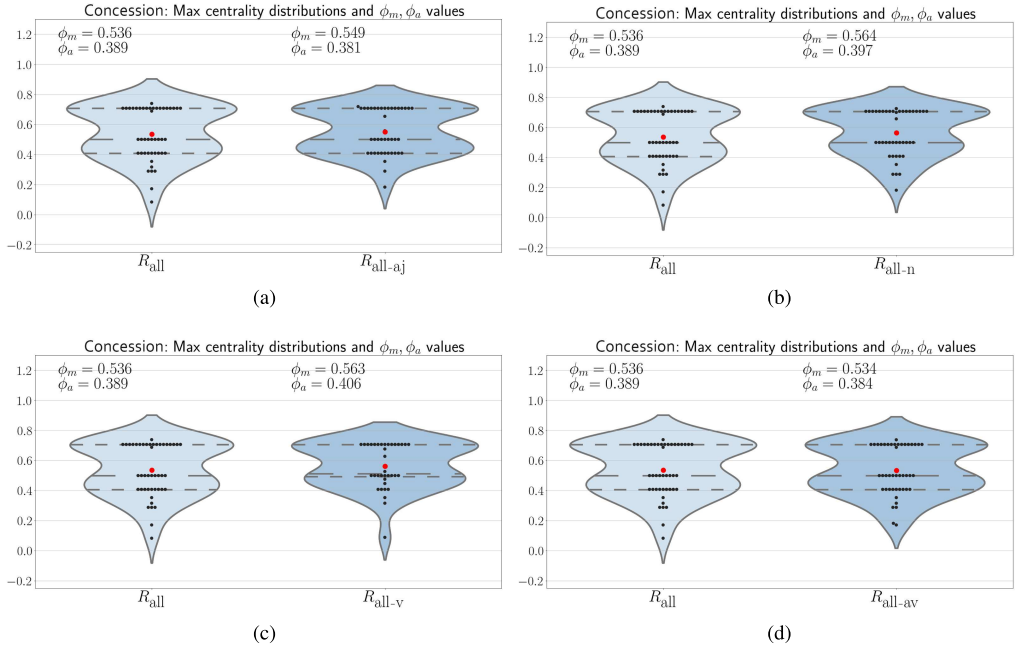 Concession: Max centrality distributions and ϕm, ϕa values
ϕm = 0.536
ϕa = 0.389
ϕm = 0.549
ϕa = 0.381
1.2
1.0
0.8
0.6
0.4
0.2
0.0
−0.2
Rall
Rall-aj
(a)
Concession: Max centrality distributions and ϕm, ϕa values
ϕm = 0.536
ϕa = 0.389
ϕm = 0.564
ϕa = 0.397
1.2
1.0
0.8
0.6
0.4
0.2
0.0
−0.2
Rall
Rall-n
(b)
Concession: Max centrality distributions and ϕm, ϕa values
ϕm = 0.536
ϕa = 0.389
ϕm = 0.563
ϕa = 0.406
1.2
1.0
0.8
0.6
0.4
0.2
0.0
−0.2
Rall
Rall-v
(c)
Concession: Max centrality distributions and ϕm, ϕa values
ϕm = 0.536
ϕa = 0.389
ϕm = 0.534
ϕa = 0.384
1.2
1.0
0.8
0.6
0.4
0.2
0.0
−0.2
Rall
Rall-av
(d)